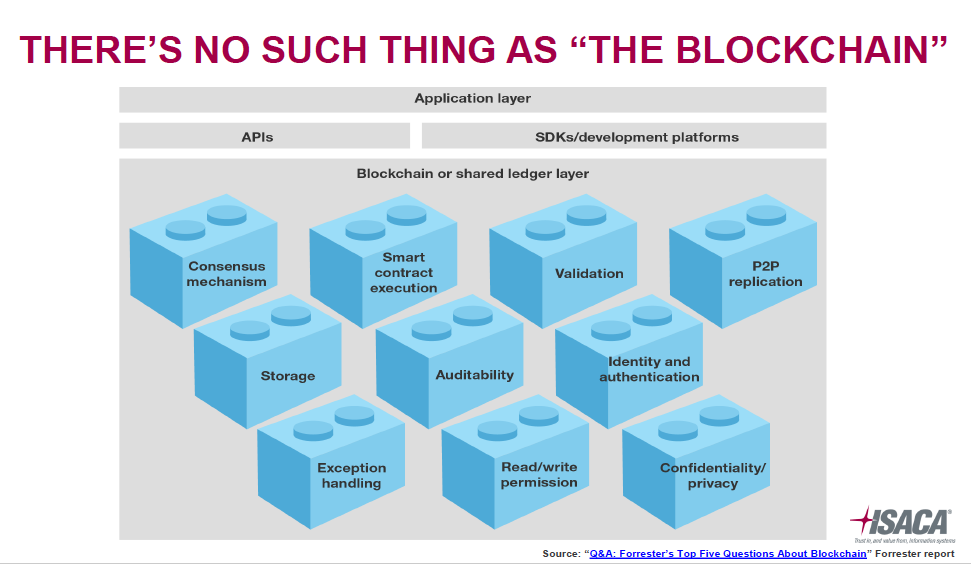 THERE’S NO SUCH THING AS “THE BLOCKCHAIN”
Application layer
APIs
SDKs/development platforms
Blockchain or shared ledger layer
Consensus
mechanism
Smart
contract
execution
Validation
P2P
replication
Storage
Auditability
Identity and
authentication
Exception
handling
Read/write
permission
Confidentiality/
privacy
ISACA®
Trust in, and value from, information systems
Source: “Q&A: Forrester’s Top Five Questions About Blockchain” Forrester report